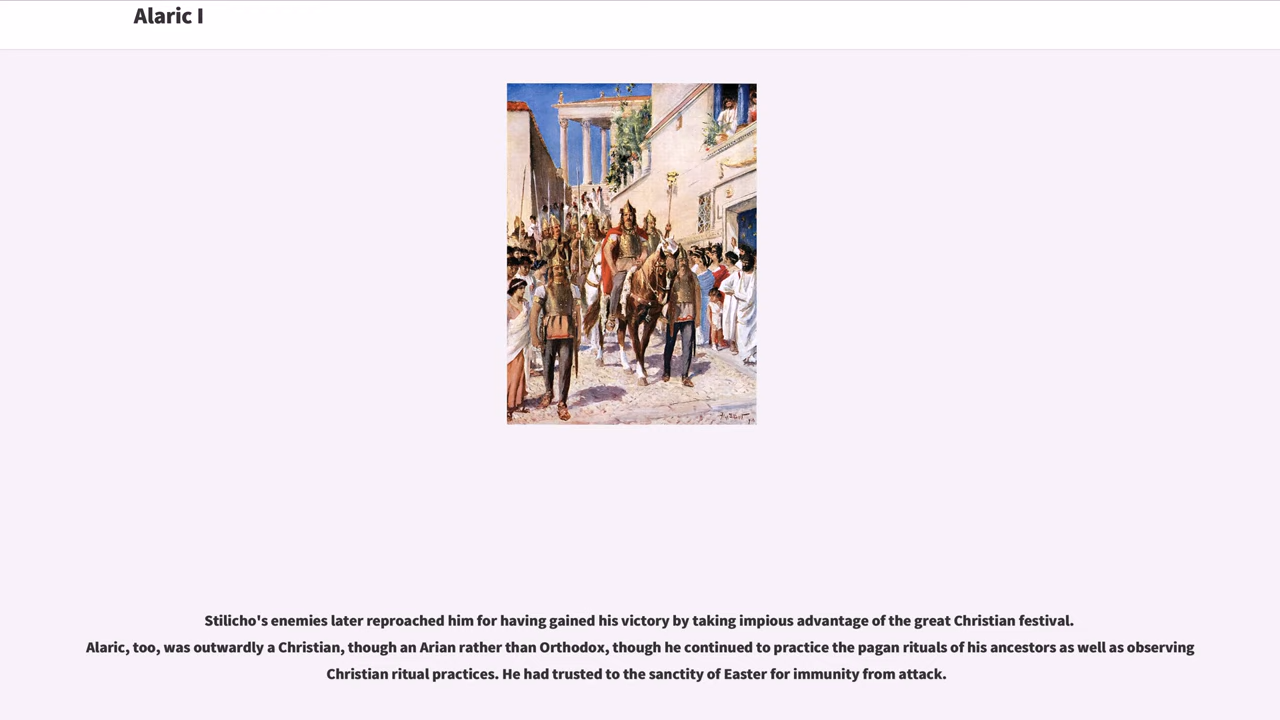 Alaric I
Stilicho's enemies later reproached him for having gained his victory by taking impious advantage of the great Christian festival.
Alaric, too, was outwardly a Christian, though an Arian rather than Orthodox, though he continued to practice the pagan rituals of his ancestors as well as observing
Christian ritual practices. He had trusted to the sanctity of Easter for immunity from attack.